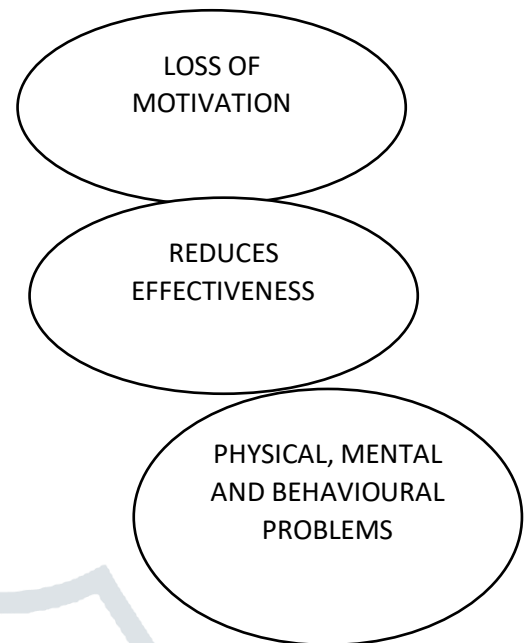 LOSS OF
MOTIVATION
REDUCES
EFFECTIVENESS
PHYSICAL, MENTAL
AND BEHAVIOURAL
PROBLEMS